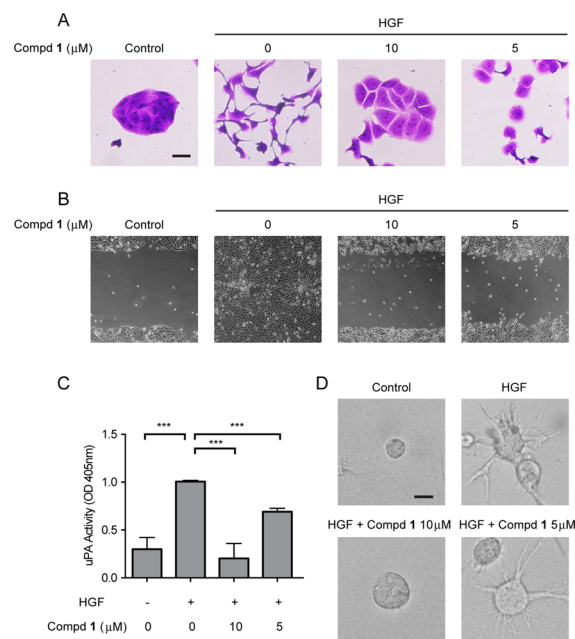 A
HGF
Compd 1 (μM) Control 0 10 5
B
HGF
Compd 1 (μM) Control 0 10 5
C
uPA Activity (OD 405nm)
1.5
1.0
0.5
0.0
*** ***
***
HGF - + + +
Compd 1 (μM) 0 0 10 5
D
Control HGF
HGF + Compd 1 10μM HGF + Compd 1 5μM